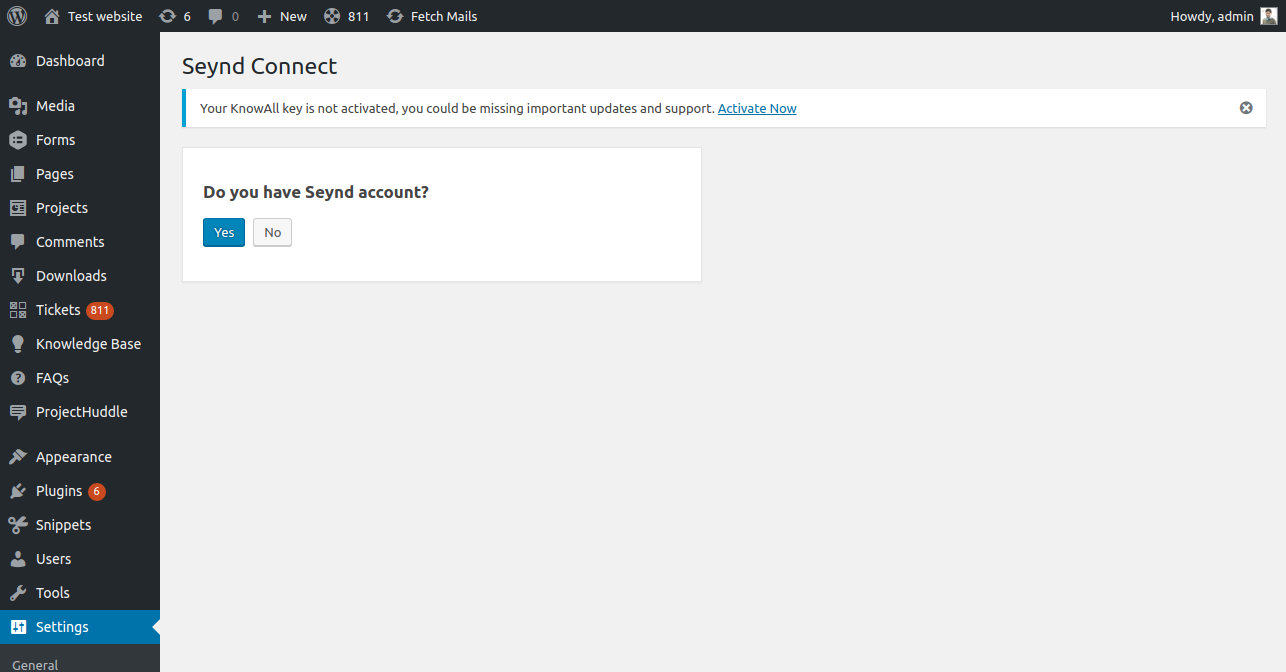 Test website 6 0 New 811 Fetch Mails Howdy, admin
Dashboard
Media
Forms
Pages
Projects
Comments
Downloads
Tickets 811
Knowledge Base
FAQs
ProjectHuddle
Appearance
Plugins 6
Snippets
Users
Tools
Settings
General
Seynd Connect
Your KnowAll key is not activated, you could be missing important updates and support. Activate Now
Do you have Seynd account?
Yes No